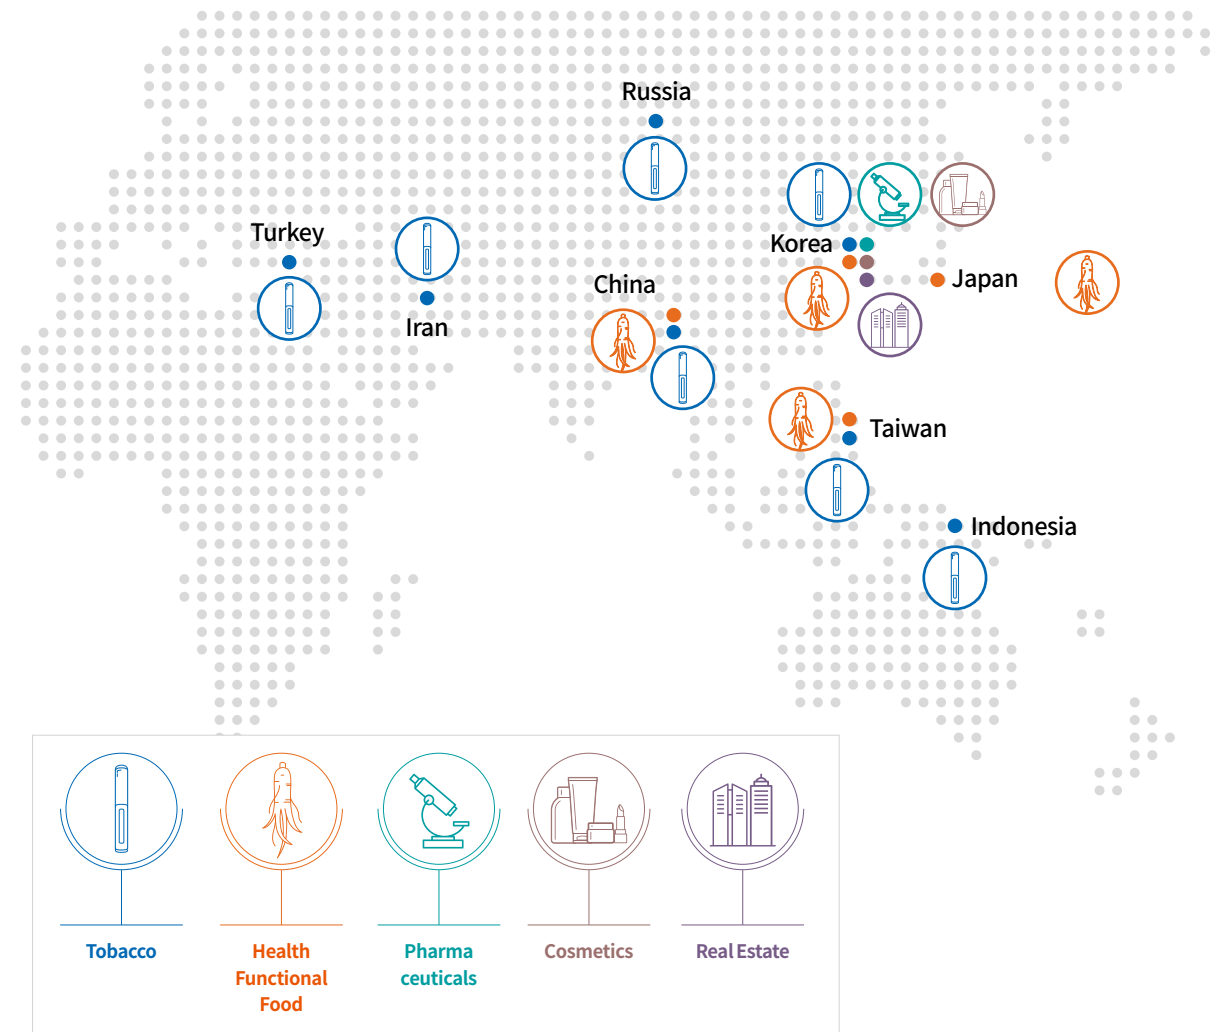 Russia
Turkey
Korea
China
Japan
Iran
Taiwan
Indonesia
Tobacco
Health
Functional
Food
Pharma
ceuticals
Cosmetics
Real Estate